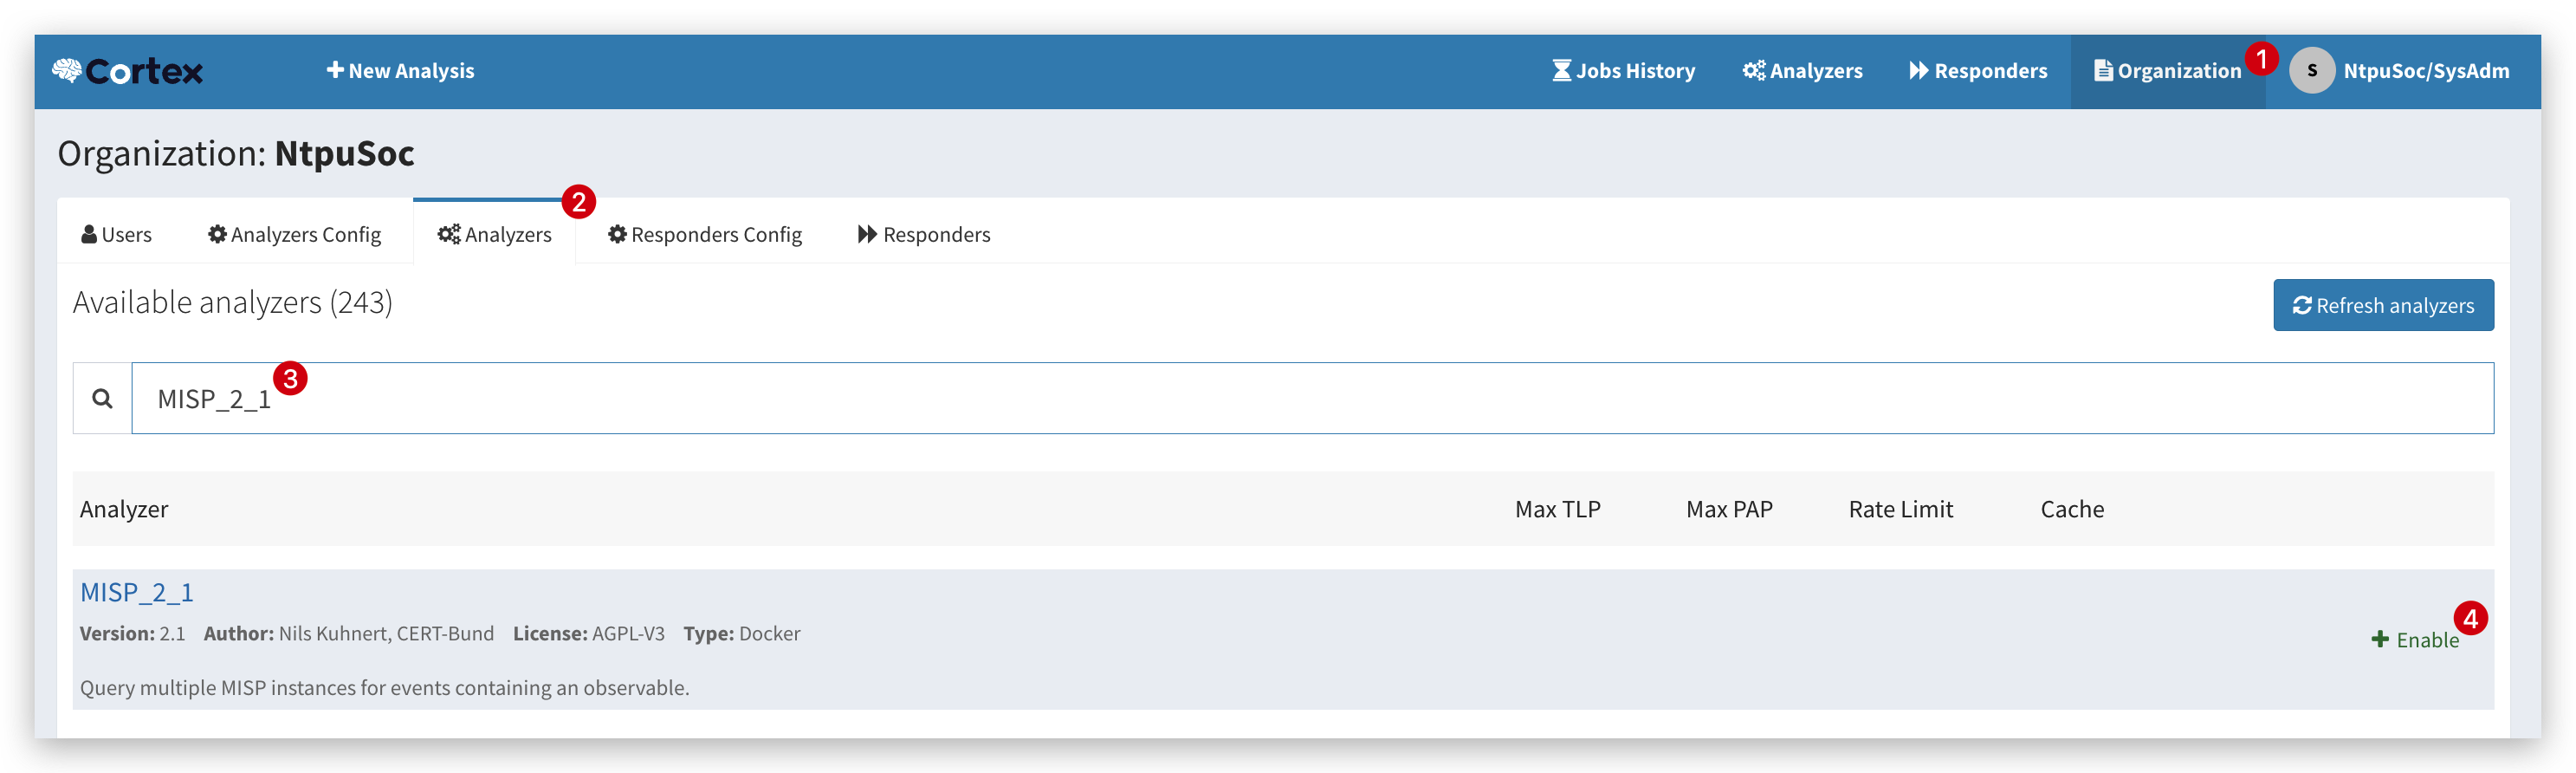 Cortex New Analysis Jobs History Analyzers Responders Organization 1 S NtpuSoc/SysAdm
Organization: NtpuSoc
Users Analyzers Config Analyzers 2 Responders Config Responders
Available analyzers (243) Refresh analyzers
MISP_2_1 3
Analyzer Max TLP Max PAP Rate Limit Cache
MISP_2_1
Version: 2.1 Author: Nils Kuhnert, CERT-Bund License: AGPL-V3 Type: Docker
+ Enable 4
Query multiple MISP instances for events containing an observable.